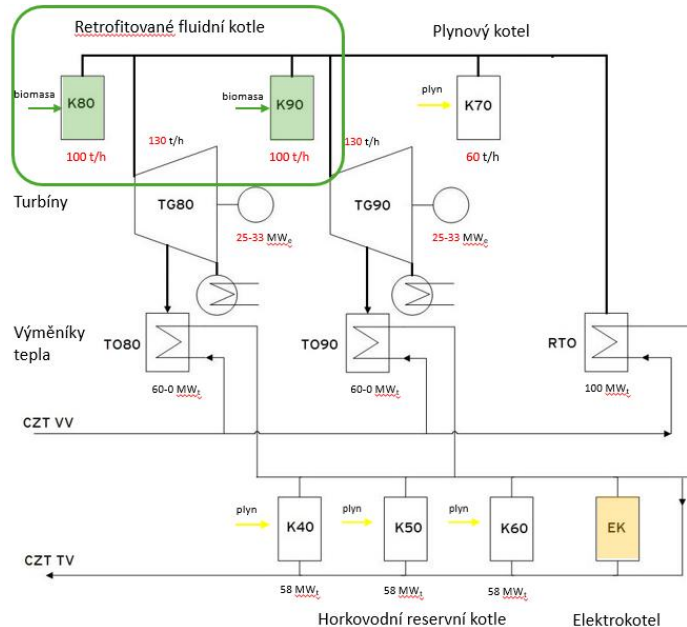 Retrofitované fluidní kotle
Plynový kotel
biomasa
K80
biomasa
K90
plyn
K70
100 t/h
130 t/h
100 t/h
130 t/h
60 t/h
Turbíny
TG80
TG90
25-33 MWe
25-33 MWe
Výměníky
tepla
TO80
TO90
RTO
60-0 MWt
60-0 MWt
100 MWt
CZT VV
plyn
K40
plyn
K50
plyn
K60
EK
CZT TV
58 MWt
58 MWt
58 MWt
Horkovodní reservní kotle
Elektrokotel